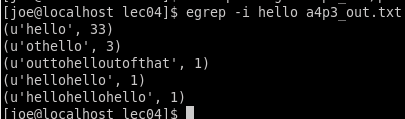 [joe@localhost lec04]$ egrep -i hello a4p3_out.txt
(u'hello', 33)
(u'othello', 3)
(u'outtohelloutofthat', 1)
(u'hellohello', 1)
(u'hellohellohello', 1)
[joe@localhost lec04]$